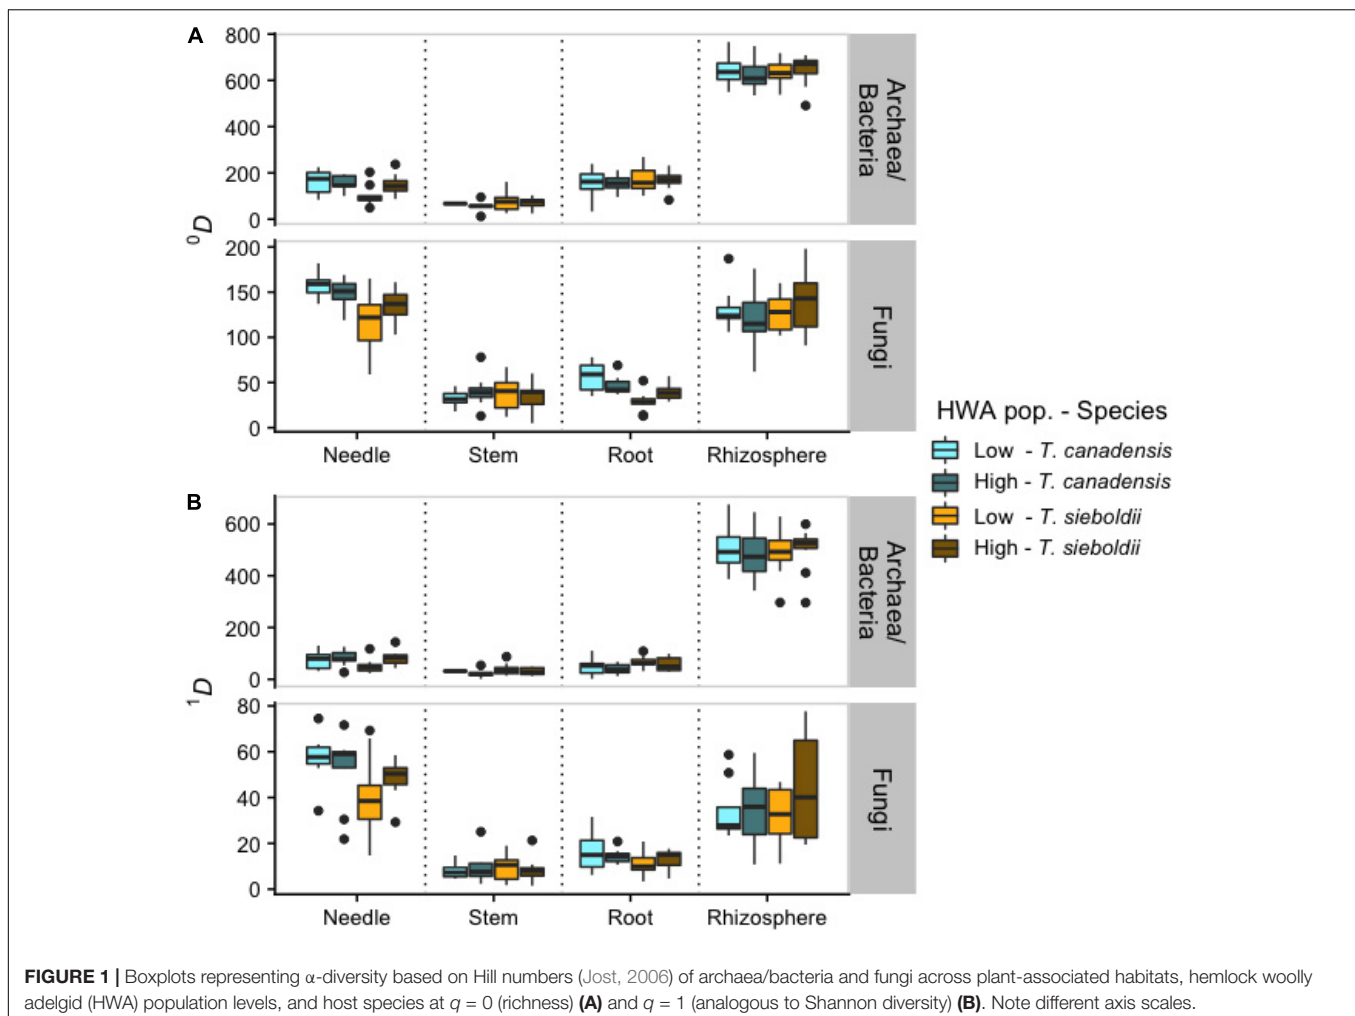 A
800
600
400
200
0
Archaea/
Bacteria
⁰D
200
150
100
50
0
Fungi
Needle Stem Root Rhizosphere
HWA pop. - Species
Low - T. canadensis
High - T. canadensis
Low - T. sieboldii
High - T. sieboldii
B
600
400
200
0
Archaea/
Bacteria
¹D
80
60
40
20
0
Fungi
Needle Stem Root Rhizosphere
FIGURE 1 | Boxplots representing α-diversity based on Hill numbers (Jost, 2006) of archaea/bacteria and fungi across plant-associated habitats, hemlock woolly
adelgid (HWA) population levels, and host species at q = 0 (richness) (A) and q = 1 (analogous to Shannon diversity) (B). Note different axis scales.